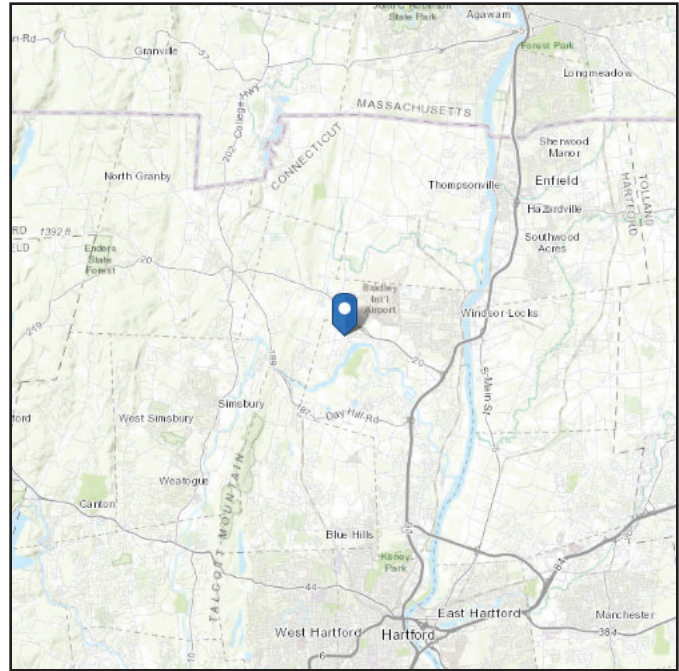 State Park
Agawam
Granville
57
5
Forest Park
Longmeadow
202
College Hwy
MASSACHUSETTS
CONNECTICUT
Sherwood
Manor
North Granby
Thompsonville
Enfield
TOLLAND
HARTFORD
Hazardville
1392 ft
Southwood
Acres
Enders
State
Forest
20
Bradley
Int'l
Airport
Windsor Locks
219
189
20
S Main St
Simsbury
187
Day Hill Rd
West Simsbury
Weatogue
TALCOTT MOUNTAIN
Canton
Blue Hills
91
Keney
Park
84
44
East Hartford
Manchester
West Hartford
Hartford
384
6
10